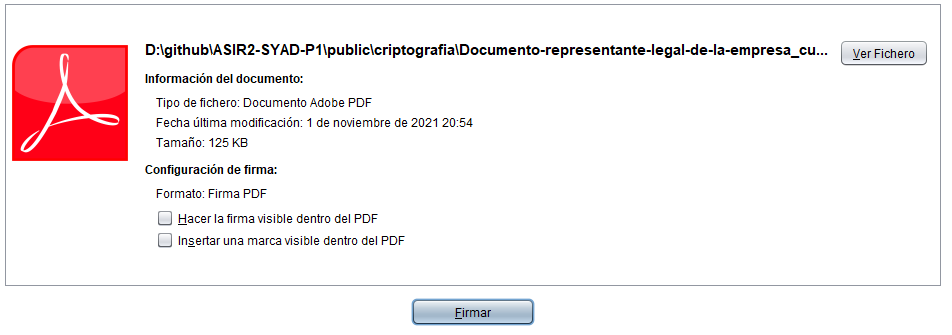 D:\github\ASIR2-SYAD-P1\public\criptografia\Documento-representante-legal-de-la-empresa_cu...
Ver Fichero
Información del documento:
Tipo de fichero: Documento Adobe PDF
Fecha última modificación: 1 de noviembre de 2021 20:54
Tamaño: 125 KB
Configuración de firma:
Formato: Firma PDF
Hacer la firma visible dentro del PDF
Insertar una marca visible dentro del PDF
Firmar